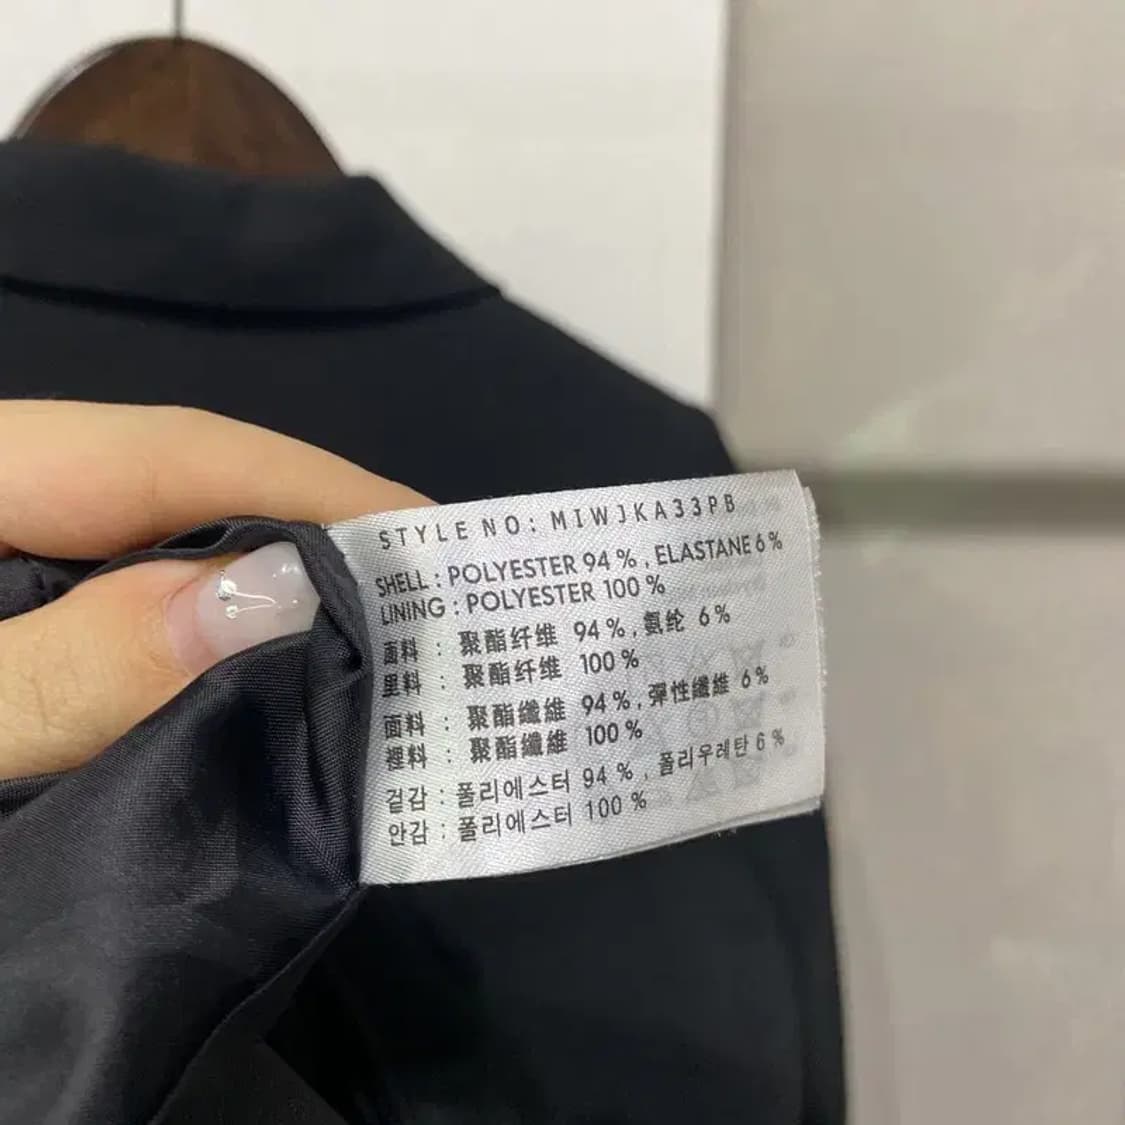 STYLE NO: MIWJKA33PB
SHELL : POLYESTER 94 % , ELASTANE 6 %
LINING : POLYESTER 100 %
面料 : 聚酯纤维 94 % , 氨纶 6 %
里料 : 聚酯纤维 100 %
面料 : 聚酯纖維 94 % , 彈性纖維 6 %
裡料 : 聚酯纖維 100 %
겉감 : 폴리에스터 94 % , 폴리우레탄 6 %
안감 : 폴리에스터 100 %